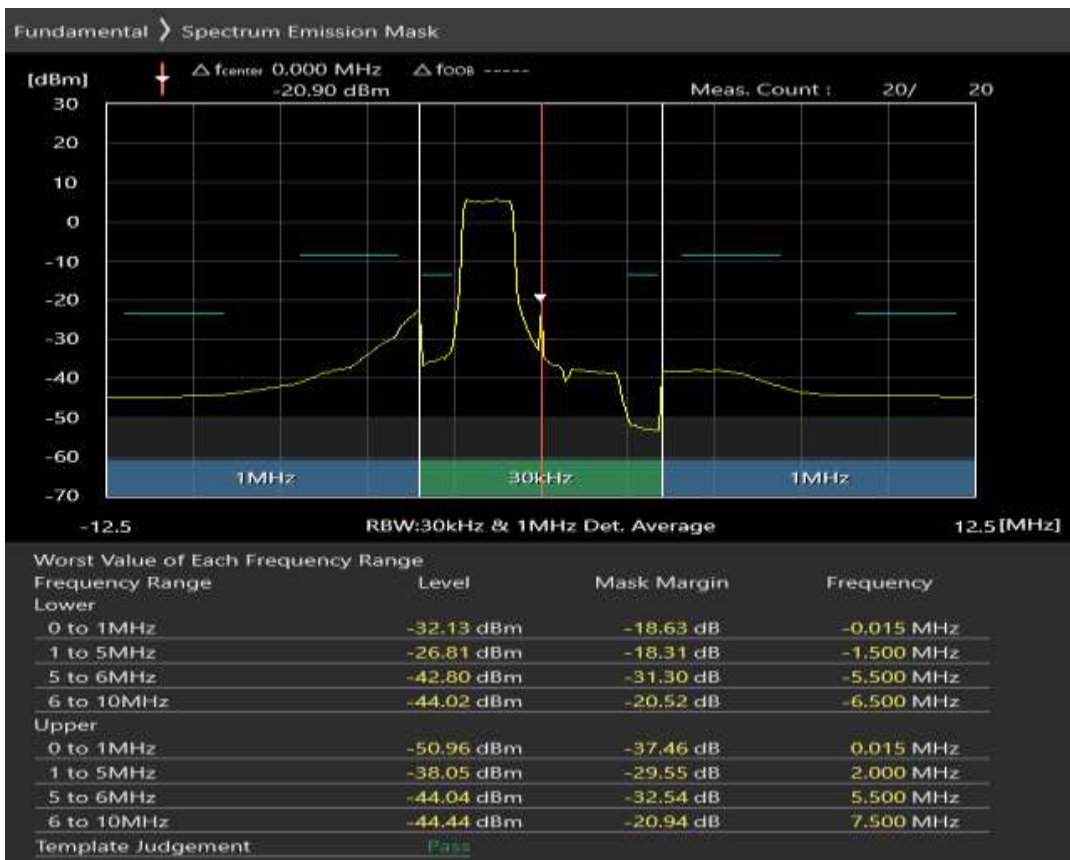 Fundamental ❯ Spectrum Emission Mask
[dBm] △ fcenter 0.000 MHz △ fOOB -----
-20.90 dBm Meas. Count : 20/ 20
30
20
10
0
-10
-20
-30
-40
-50
-60
-70
1MHz 30kHz 1MHz
-12.5 RBW:30kHz & 1MHz Det. Average 12.5 [MHz]
Worst Value of Each Frequency Range
Frequency Range Level Mask Margin Frequency
Lower
0 to 1MHz -32.13 dBm -18.63 dB -0.015 MHz
1 to 5MHz -26.81 dBm -18.31 dB -1.500 MHz
5 to 6MHz -42.80 dBm -31.30 dB -5.500 MHz
6 to 10MHz -44.02 dBm -20.52 dB -6.500 MHz
Upper
0 to 1MHz -50.96 dBm -37.46 dB 0.015 MHz
1 to 5MHz -38.05 dBm -29.55 dB 2.000 MHz
5 to 6MHz -44.04 dBm -32.54 dB 5.500 MHz
6 to 10MHz -44.44 dBm -20.94 dB 7.500 MHz
Template Judgement Pass